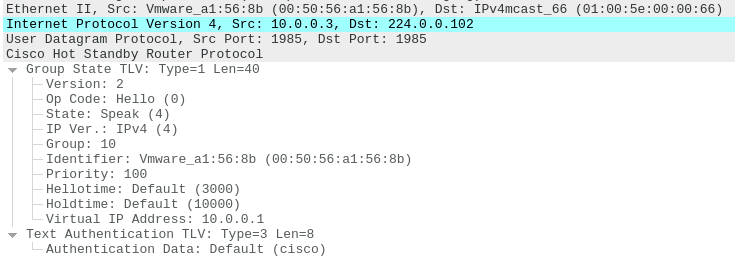 Ethernet II, Src: Vmware_a1:56:8b (00:50:56:a1:56:8b), Dst: IPv4mcast_66 (01:00:5e:00:00:66)
Internet Protocol Version 4, Src: 10.0.0.3, Dst: 224.0.0.102
User Datagram Protocol, Src Port: 1985, Dst Port: 1985
Cisco Hot Standby Router Protocol
Group State TLV: Type=1 Len=40
Version: 2
Op Code: Hello (0)
State: Speak (4)
IP Ver.: IPv4 (4)
Group: 10
Identifier: Vmware_a1:56:8b (00:50:56:a1:56:8b)
Priority: 100
Hellotime: Default (3000)
Holdtime: Default (10000)
Virtual IP Address: 10.0.0.1
Text Authentication TLV: Type=3 Len=8
Authentication Data: Default (cisco)